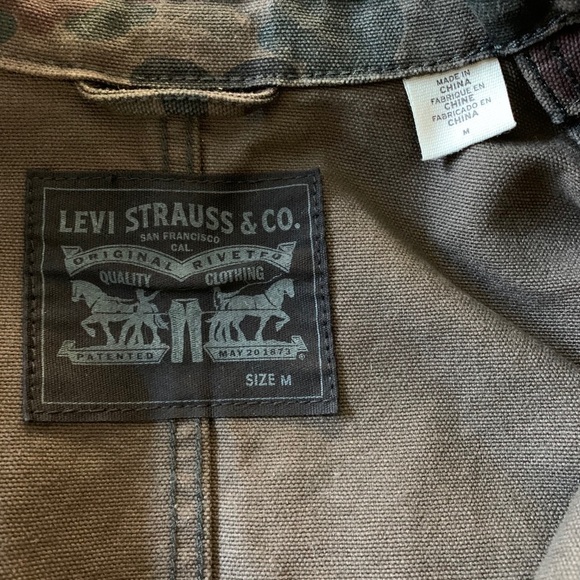 LEVI STRAUSS & CO.
SAN FRANCISCO
CAL.
ORIGINAL RIVETED
QUALITY CLOTHING
PATENTED MAY 20 1873 ®
SIZE M
MADE IN
CHINA
FABRIQUE EN
CHINE
FABRICADO EN
CHINA
M